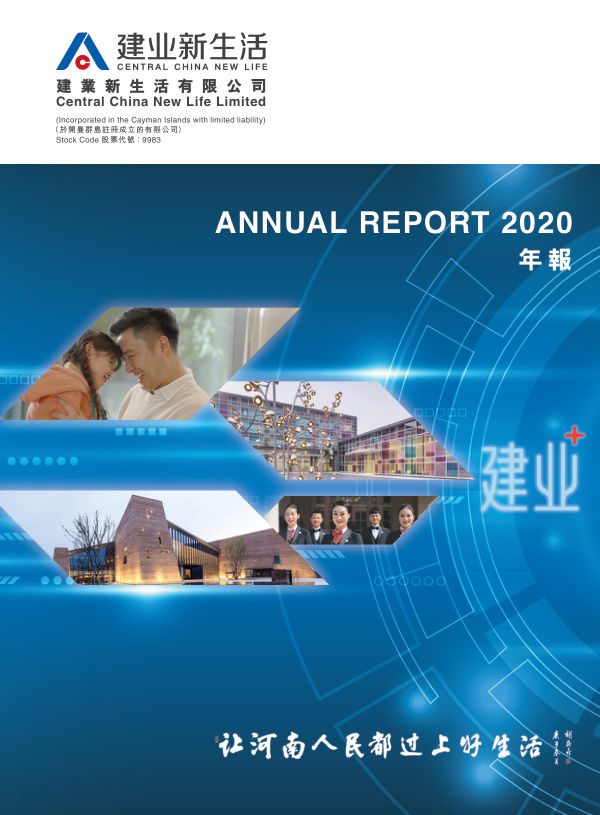 建业新生活
CENTRAL CHINA NEW LIFE
建業新生活有限公司
Central China New Life Limited
(Incorporated in the Cayman Islands with limited liability)
(於開曼群島註冊成立的有限公司)
Stock Code 股票代號：9983
ANNUAL REPORT 2020
年報
建业+
让河南人民都过上好生活